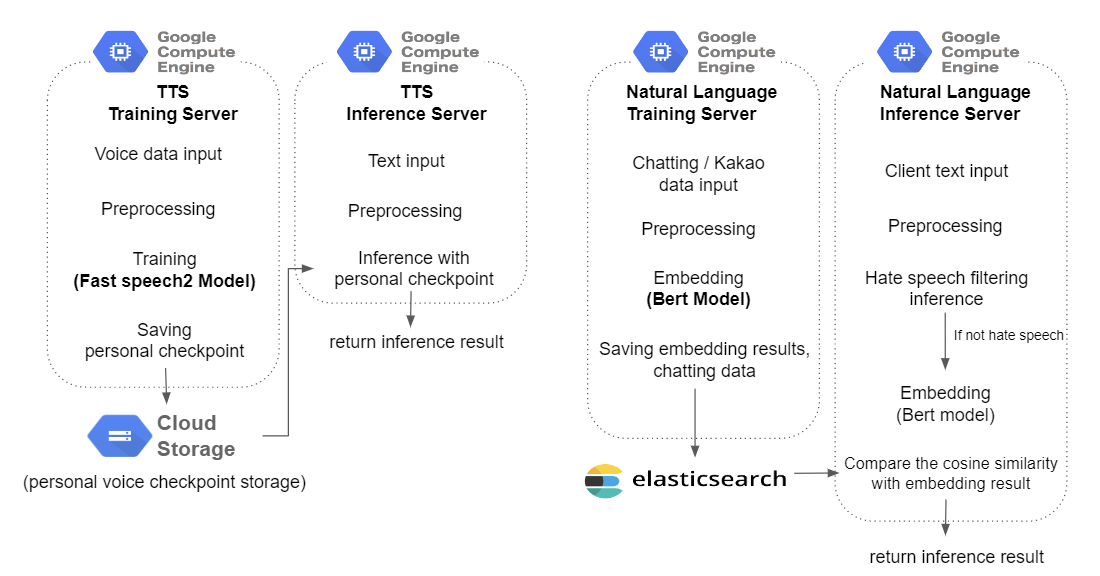 Google
Compute
Engine
TTS
Training Server
Voice data input
Preprocessing
Training
(Fast speech2 Model)
Saving
personal checkpoint
Cloud
Storage
(personal voice checkpoint storage)
Google
Compute
Engine
TTS
Inference Server
Text input
Preprocessing
Inference with
personal checkpoint
return inference result
Google
Compute
Engine
Natural Language
Training Server
Chatting / Kakao
data input
Preprocessing
Embedding
(Bert Model)
Saving embedding results,
chatting data
elasticsearch
Google
Compute
Engine
Natural Language
Inference Server
Client text input
Preprocessing
Hate speech filtering
inference
If not hate speech
Embedding
(Bert model)
Compare the cosine similarity
with embedding result
return inference result